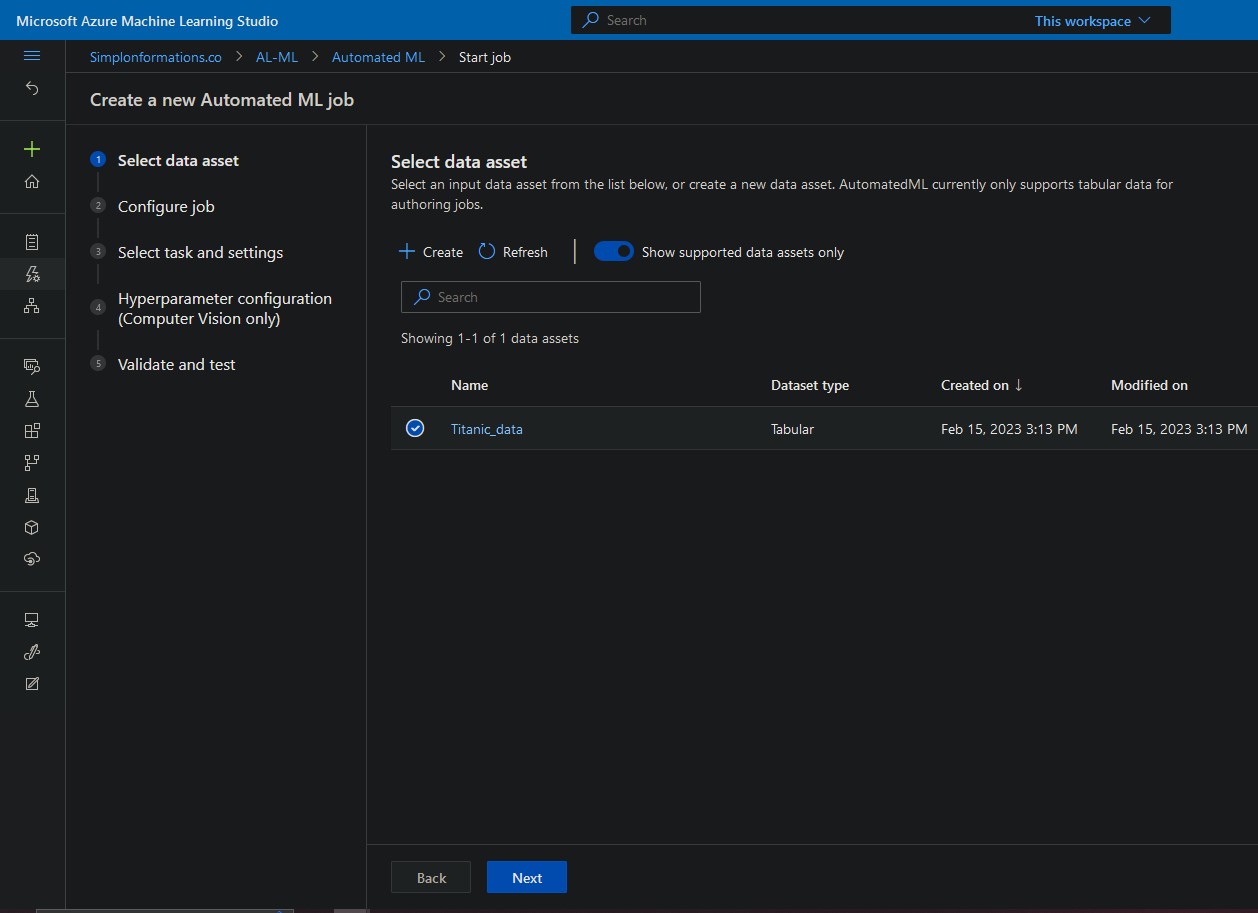 Microsoft Azure Machine Learning Studio
Search
This workspace
Simplonformations.co > AL-ML > Automated ML > Start job
Create a new Automated ML job
1 Select data asset
2 Configure job
3 Select task and settings
4 Hyperparameter configuration
(Computer Vision only)
5 Validate and test
Select data asset
Select an input data asset from the list below, or create a new data asset. AutomatedML currently only supports tabular data for
authoring jobs.
Create Refresh Show supported data assets only
Search
Showing 1-1 of 1 data assets
Name Dataset type Created on ↓ Modified on
Titanic_data Tabular Feb 15, 2023 3:13 PM Feb 15, 2023 3:13 PM
Back Next